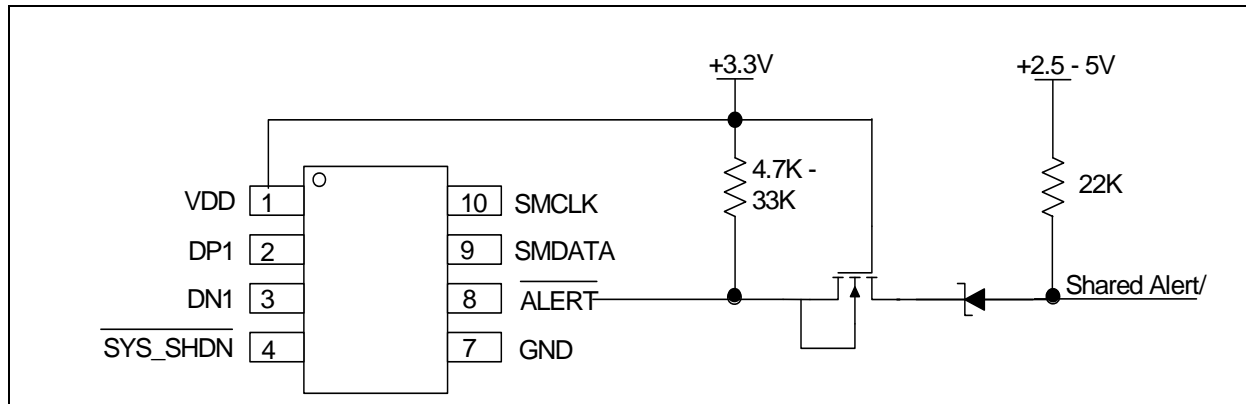 +3.3V
+2.5 - 5V
4.7K -
33K
22K
VDD 1
10 SMCLK
DP1 2
9 SMDATA
DN1 3
8 ALERT
Shared Alert/
SYS_SHDN 4
7 GND